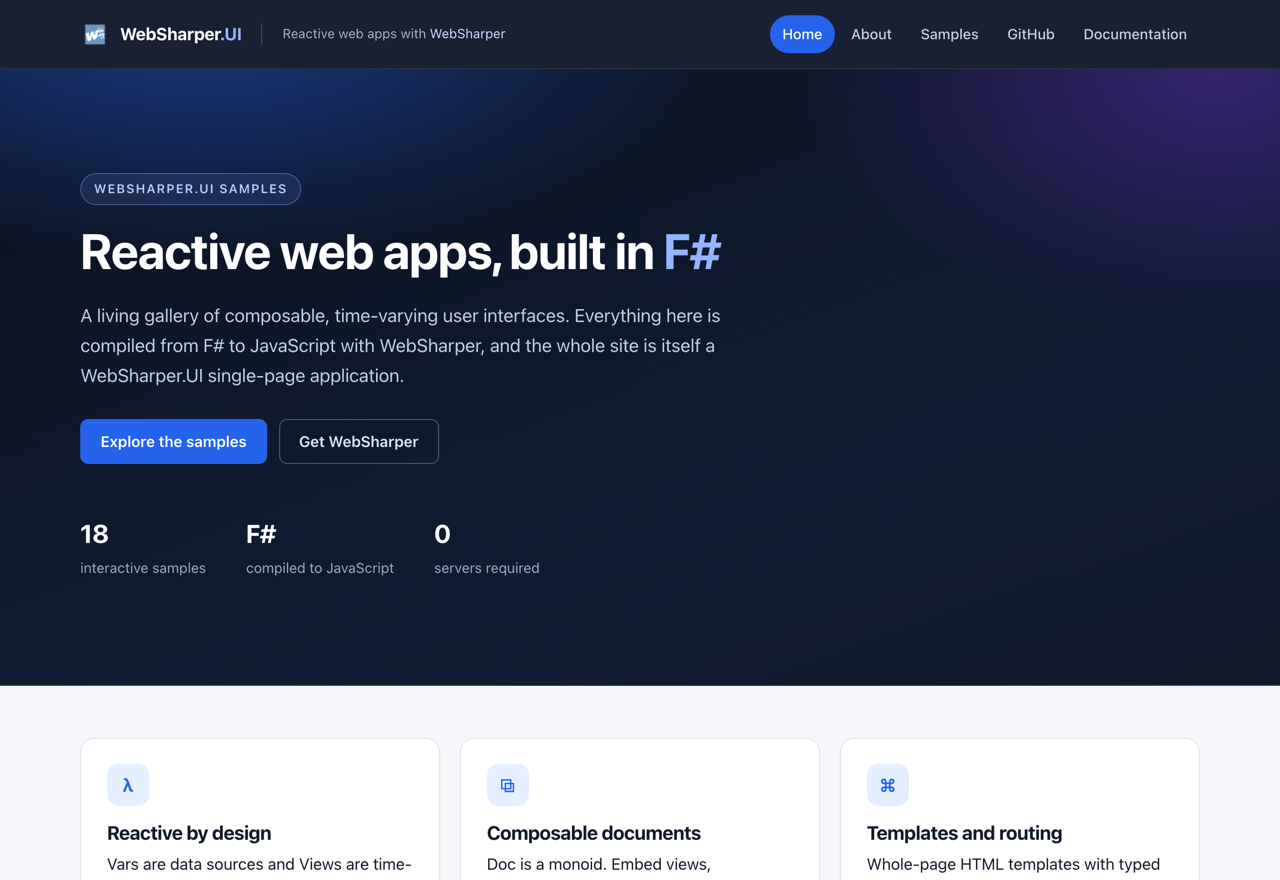 WebSharper.UI
Reactive web apps with WebSharper
Home
About
Samples
GitHub
Documentation
WEBSHARPER.UI SAMPLES
Reactive web apps, built in F#
A living gallery of composable, time-varying user interfaces. Everything here is
compiled from F# to JavaScript with WebSharper, and the whole site is itself a
WebSharper.UI single-page application.
Explore the samples
Get WebSharper
18
interactive samples
F#
compiled to JavaScript
0
servers required
λ
Reactive by design
Vars are data sources and Views are time-
Composable documents
Doc is a monoid. Embed views,
⌘
Templates and routing
Whole-page HTML templates with typed